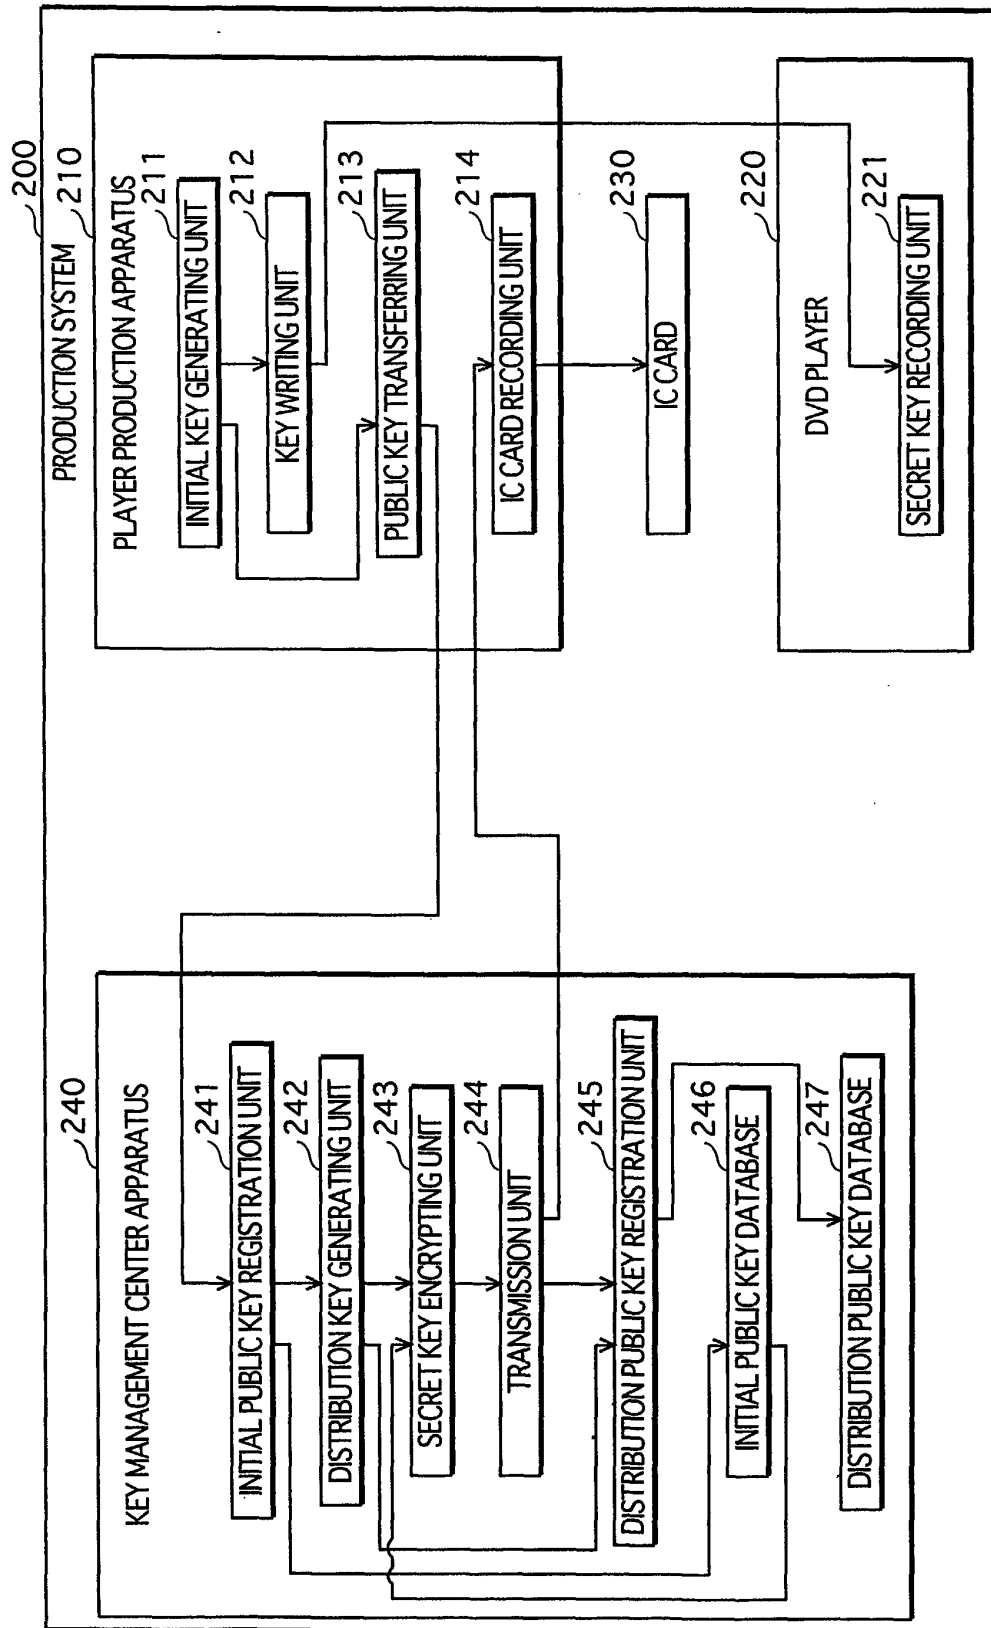 PRODUCTION SYSTEM
200
KEY MANAGEMENT CENTER APPARATUS
240
INITIAL PUBLIC KEY REGISTRATION UNIT
241
DISTRIBUTION KEY GENERATING UNIT
242
SECRET KEY ENCRYPTING UNIT
243
TRANSMISSION UNIT
244
DISTRIBUTION PUBLIC KEY REGISTRATION UNIT
245
INITIAL PUBLIC KEY DATABASE
246
DISTRIBUTION PUBLIC KEY DATABASE
247
PLAYER PRODUCTION APPARATUS
210
INITIAL KEY GENERATING UNIT
211
KEY WRITING UNIT
212
PUBLIC KEY TRANSFERRING UNIT
213
IC CARD RECORDING UNIT
214
IC CARD
230
DVD PLAYER
220
SECRET KEY RECORDING UNIT
221